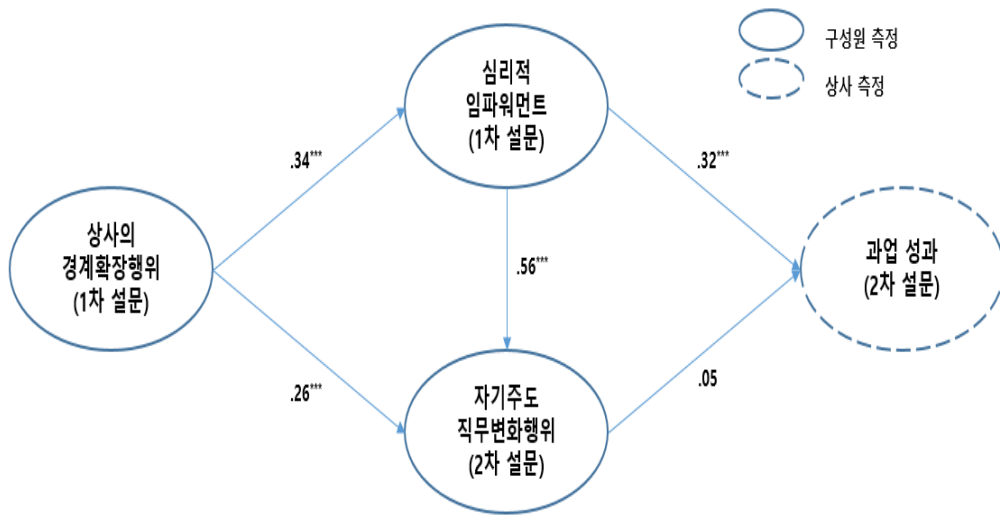 구성원 측정
상사 측정
심리적
임파워먼트
(1차 설문)
.34***
.32***
상사의
경계확장행위
(1차 설문)
.56***
과업 성과
(2차 설문)
.26***
.05
자기주도
직무변화행위
(2차 설문)